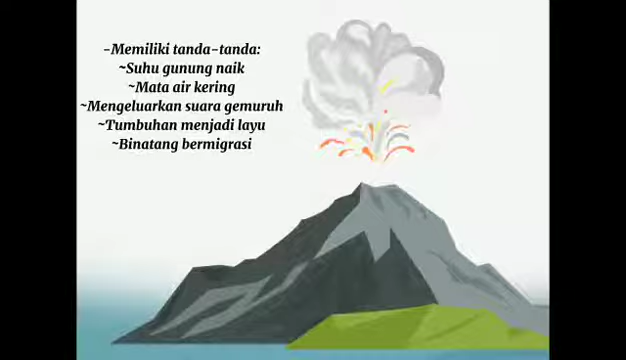 -Memiliki tanda-tanda:
~Suhu gunung naik
~Mata air kering
~Mengeluarkan suara gemuruh
~Tumbuhan menjadi layu
~Binatang bermigrasi